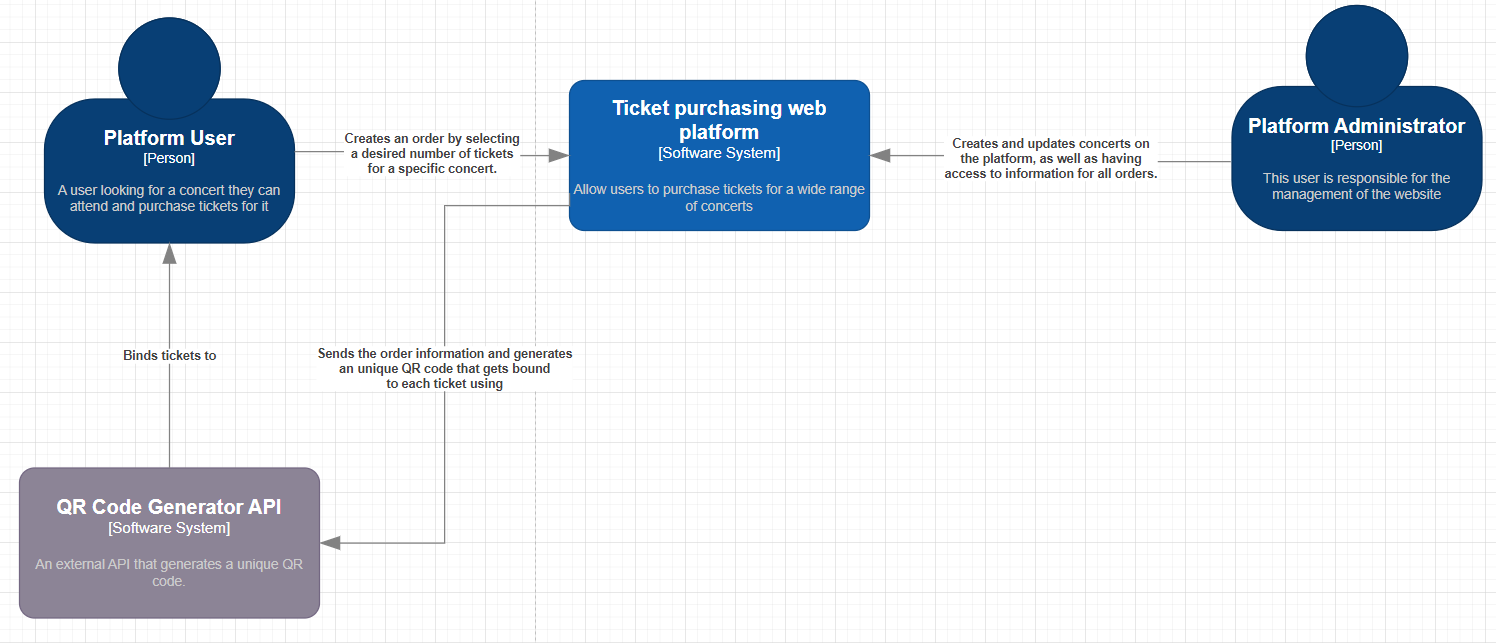 Platform User
[Person]
A user looking for a concert they can
attend and purchase tickets for it
Creates an order by selecting
a desired number of tickets
for a specific concert.
Ticket purchasing web
platform
[Software System]
Allow users to purchase tickets for a wide range
of concerts
Creates and updates concerts on
the platform, as well as having
access to information for all orders.
Platform Administrator
[Person]
This user is responsible for the
management of the website
Binds tickets to
Sends the order information and generates
an unique QR code that gets bound
to each ticket using
QR Code Generator API
[Software System]
An external API that generates a unique QR
code.